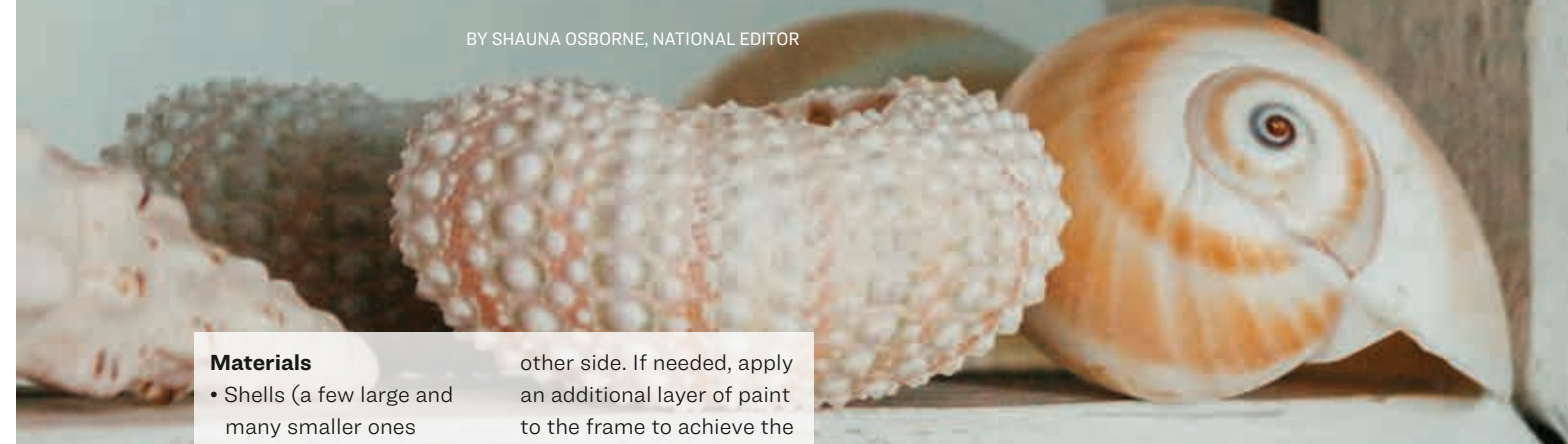 BY SHAUNA OSBORNE, NATIONAL EDITOR
Materials
• Shells (a few large and
many smaller ones
other side. If needed, apply
an additional layer of paint
to the frame to achieve the